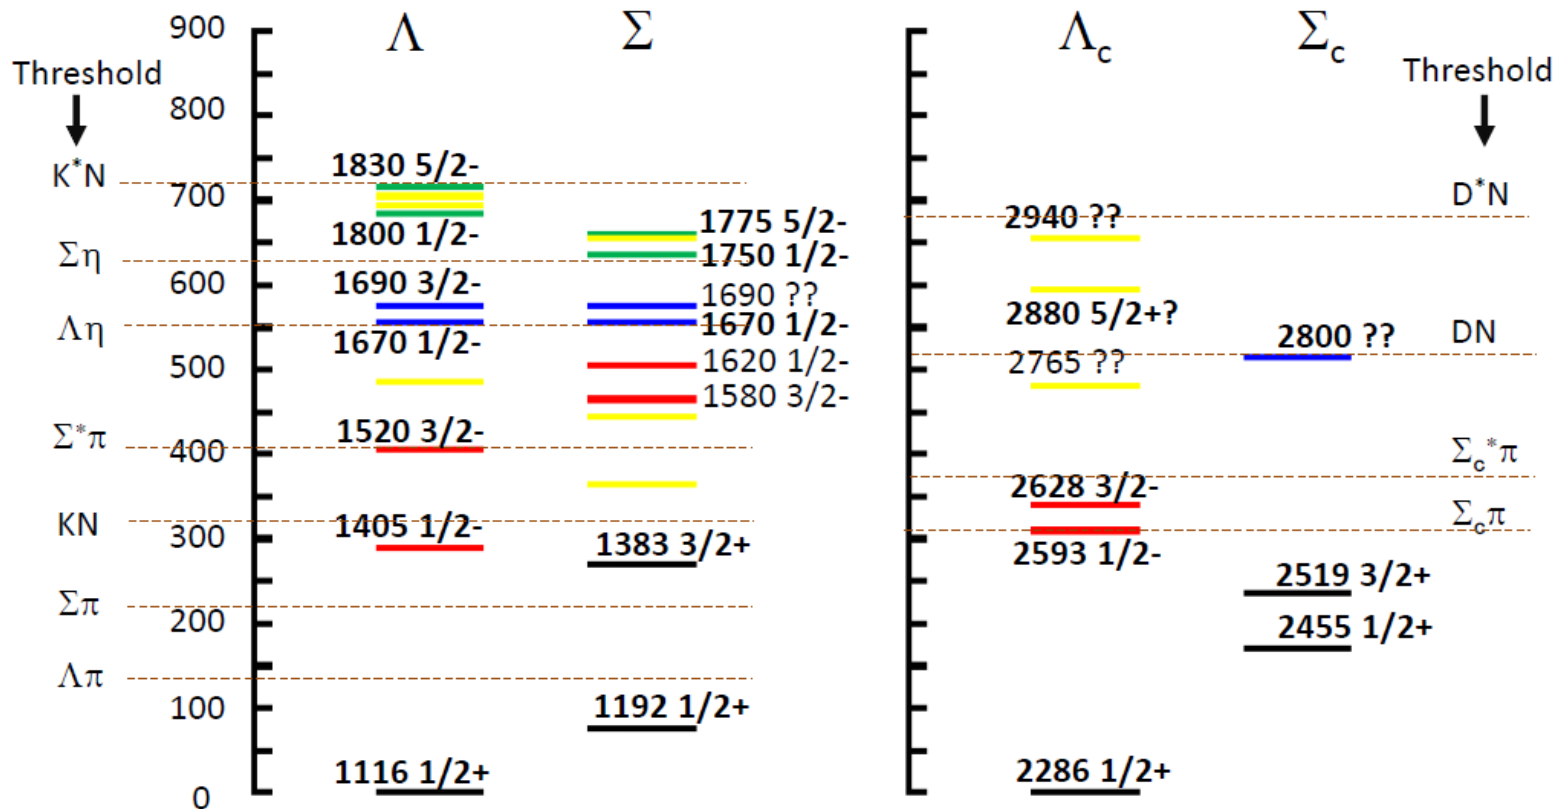 900
Λ
Σ
Λc
Σc
Threshold
Threshold
800
1830 5/2-
K*N
700
D*N
2940 ??
1775 5/2-
1800 1/2-
1750 1/2-
Ση
1690 3/2-
600
1690 ??
2880 5/2+?
Λη
1670 1/2-
1670 1/2-
2800 ??
DN
500
1620 1/2-
2765 ??
1580 3/2-
Σ*π
1520 3/2-
400
Σc*π
2628 3/2-
KN
1405 1/2-
Σcπ
300
1383 3/2+
2593 1/2-
2519 3/2+
Σπ
200
2455 1/2+
Λπ
100
1192 1/2+
1116 1/2+
2286 1/2+
0